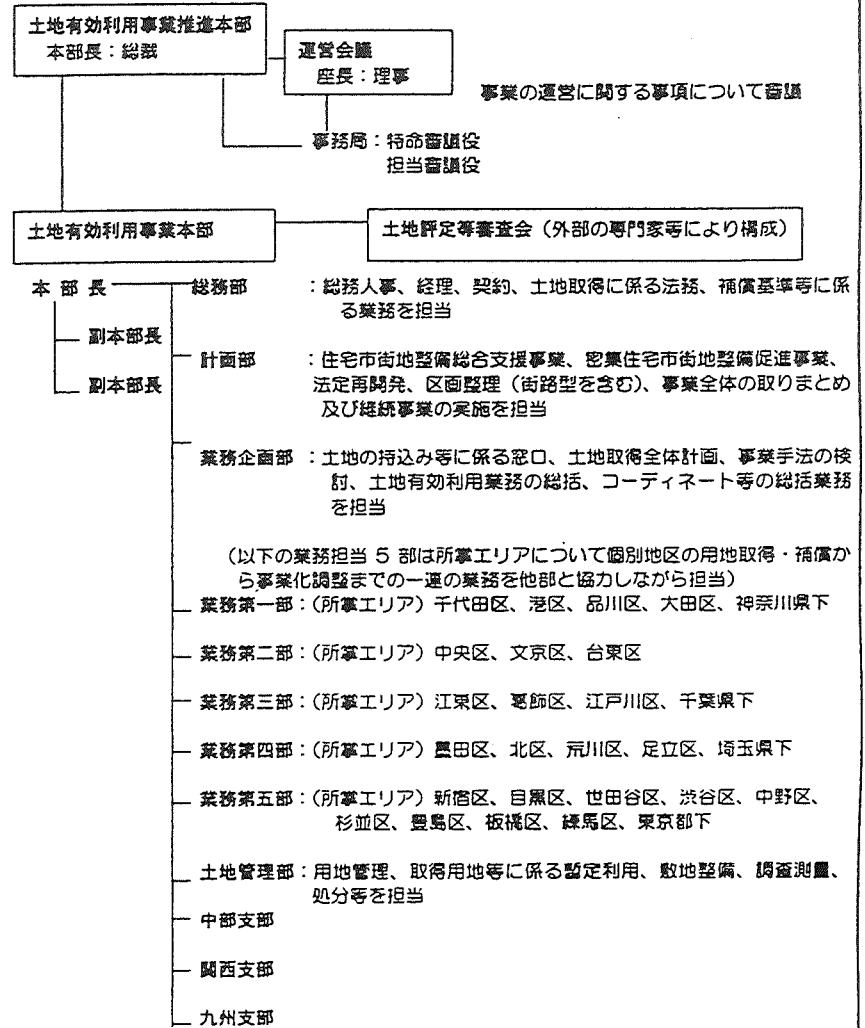 土地有効利用事業推進本部
本部長：総裁
運営会議
座長：理事
事業の運営に関する事項について審議
事務局：特命審議役
担当審議役
土地有効利用事業本部
土地評定等審査会（外部の専門家等により構成）
本 部 長
総務部　：総務人事、経理、契約、土地取得に係る法務、補償基準等に係
る業務を担当
副本部長
計画部　：住宅市街地整備総合支援事業、密集住宅市街地整備促進事業、
副本部長
法定再開発、区画整理（街路型を含む）、事業全体の取りまとめ
及び継続事業の実施を担当
業務企画部　：土地の持込み等に係る窓口、土地取得全体計画、事業手法の検
討、土地有効利用業務の総括、コーディネート等の総括業務
を担当
（以下の業務担当 5 部は所掌エリアについて個別地区の用地取得・補償か
ら事業化調整までの一連の業務を他部と協力しながら担当）
業務第一部：（所掌エリア）千代田区、港区、品川区、大田区、神奈川県下
業務第二部：（所掌エリア）中央区、文京区、台東区
業務第三部：（所掌エリア）江東区、葛飾区、江戸川区、千葉県下
業務第四部：（所掌エリア）墨田区、北区、荒川区、足立区、埼玉県下
業務第五部：（所掌エリア）新宿区、目黒区、世田谷区、渋谷区、中野区、
杉並区、豊島区、板橋区、練馬区、東京都下
土地管理部：用地管理、取得用地等に係る暫定利用、敷地整備、調査測量、
処分等を担当
中部支部
関西支部
九州支部